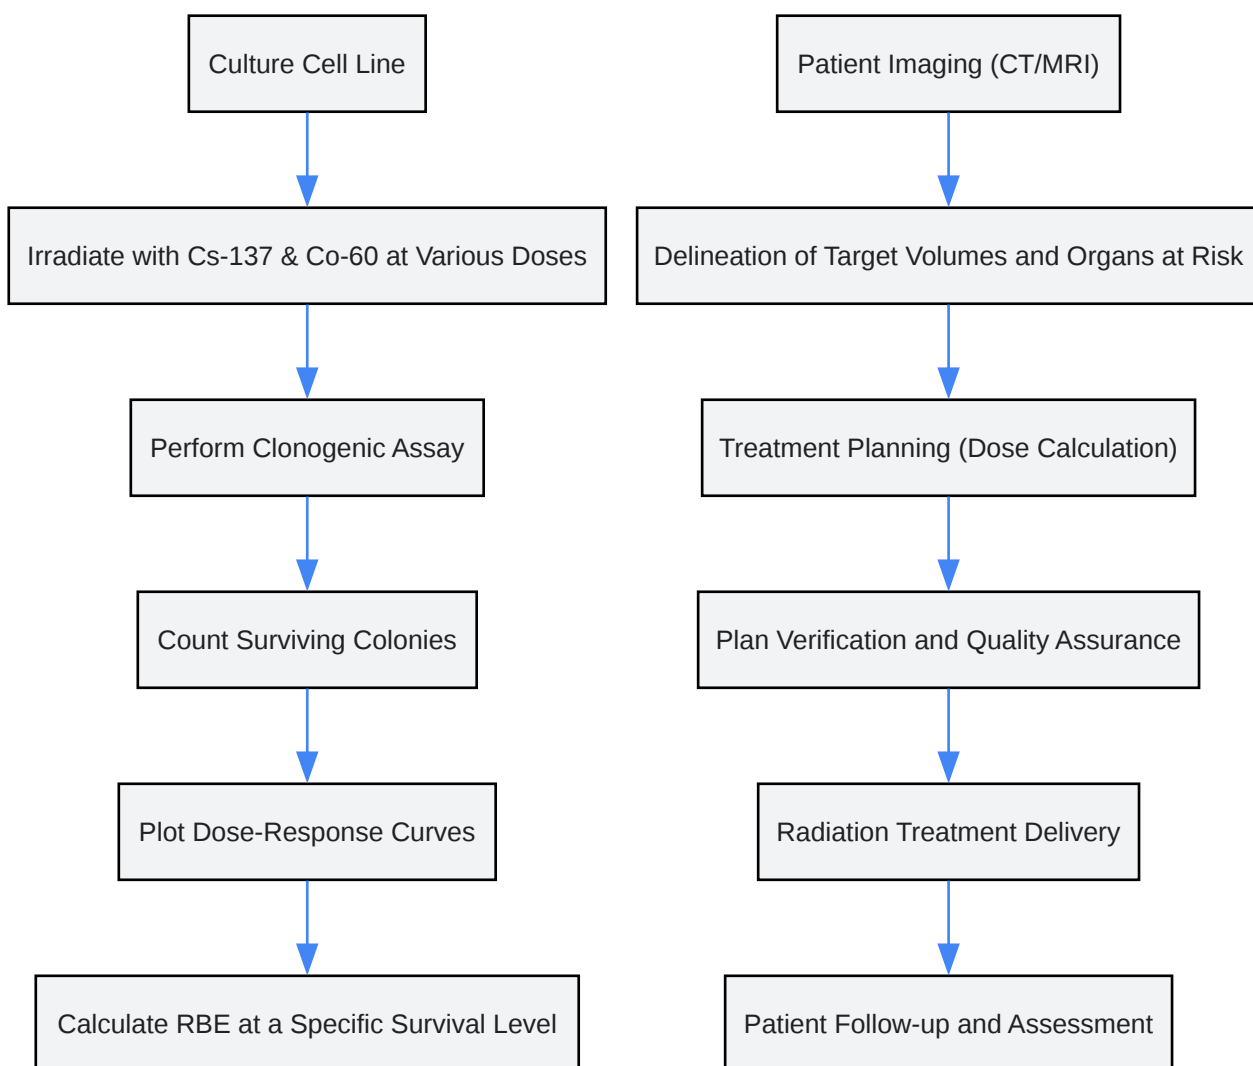 Culture Cell Line
Irradiate with Cs-137 & Co-60 at Various Doses
Perform Clonogenic Assay
Count Surviving Colonies
Plot Dose-Response Curves
Calculate RBE at a Specific Survival Level
Patient Imaging (CT/MRI)
Delineation of Target Volumes and Organs at Risk
Treatment Planning (Dose Calculation)
Plan Verification and Quality Assurance
Radiation Treatment Delivery
Patient Follow-up and Assessment